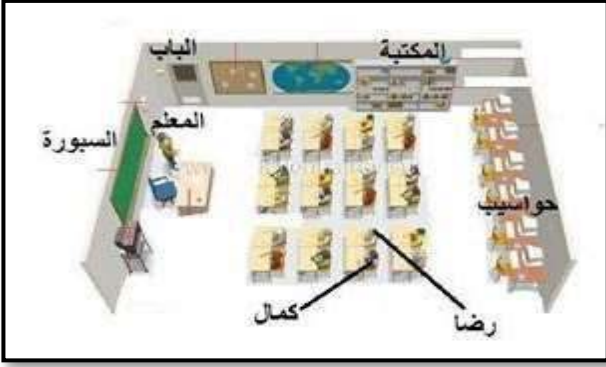 المكتبة
الباب
المعلم
السبورة
حواسيب
رضا
كمال